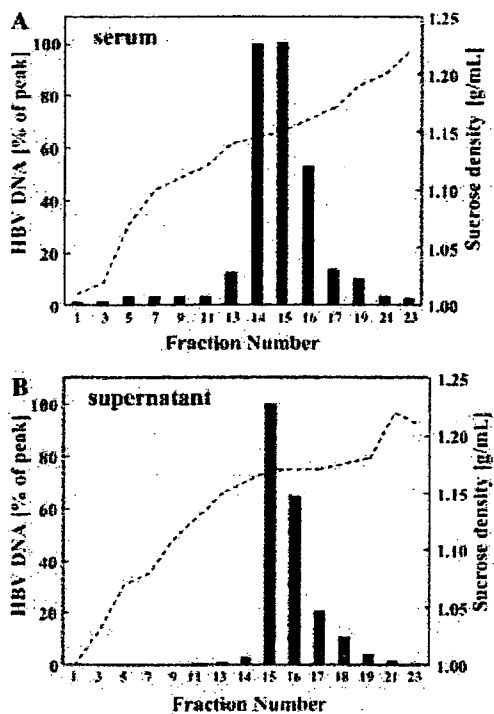 A
serum
HBV DNA [% of peak]
100
80
60
40
20
0
1.25
1.20
1.15
1.10
1.05
1.00
Sucrose density [g/mL]
1 3 5 7 9 11 13 14 15 16 17 19 21 23
Fraction Number
B
supernatant
HBV DNA [% of peak]
100
80
60
40
20
0
1.25
1.20
1.15
1.10
1.05
1.00
Sucrose density [g/mL]
1 3 5 7 9 11 13 14 15 16 17 18 19 21 23
Fraction Number